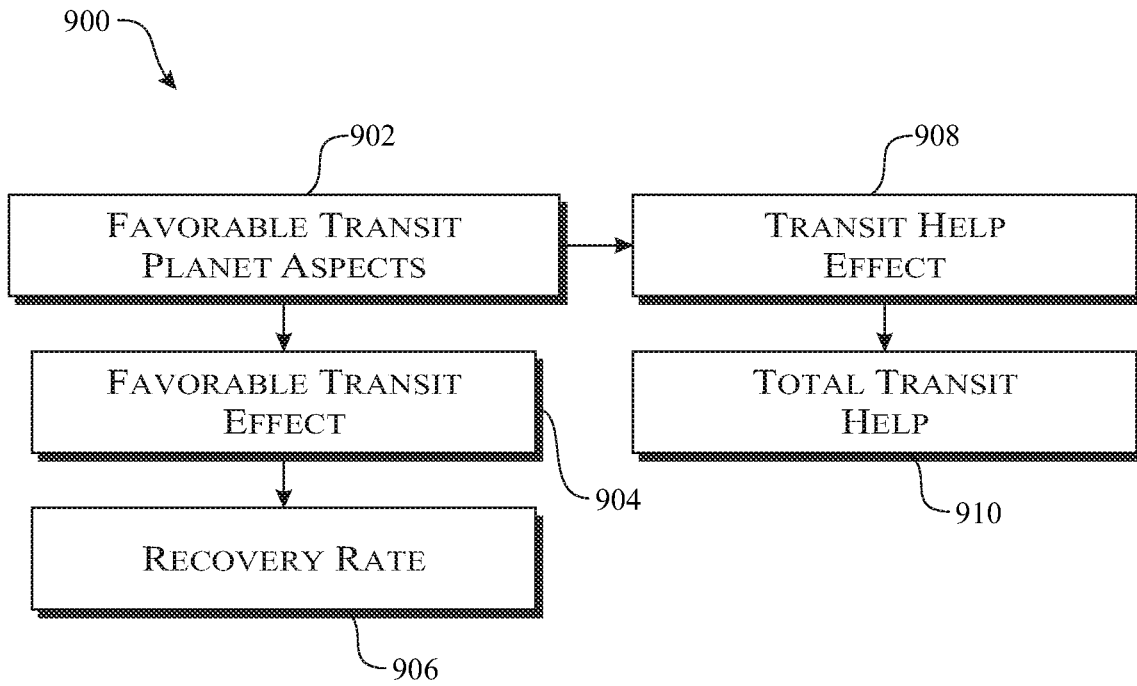 900
902
908
FAVORABLE TRANSIT
PLANET ASPECTS
TRANSIT HELP
EFFECT
FAVORABLE TRANSIT
EFFECT
TOTAL TRANSIT
HELP
904
910
RECOVERY RATE
906